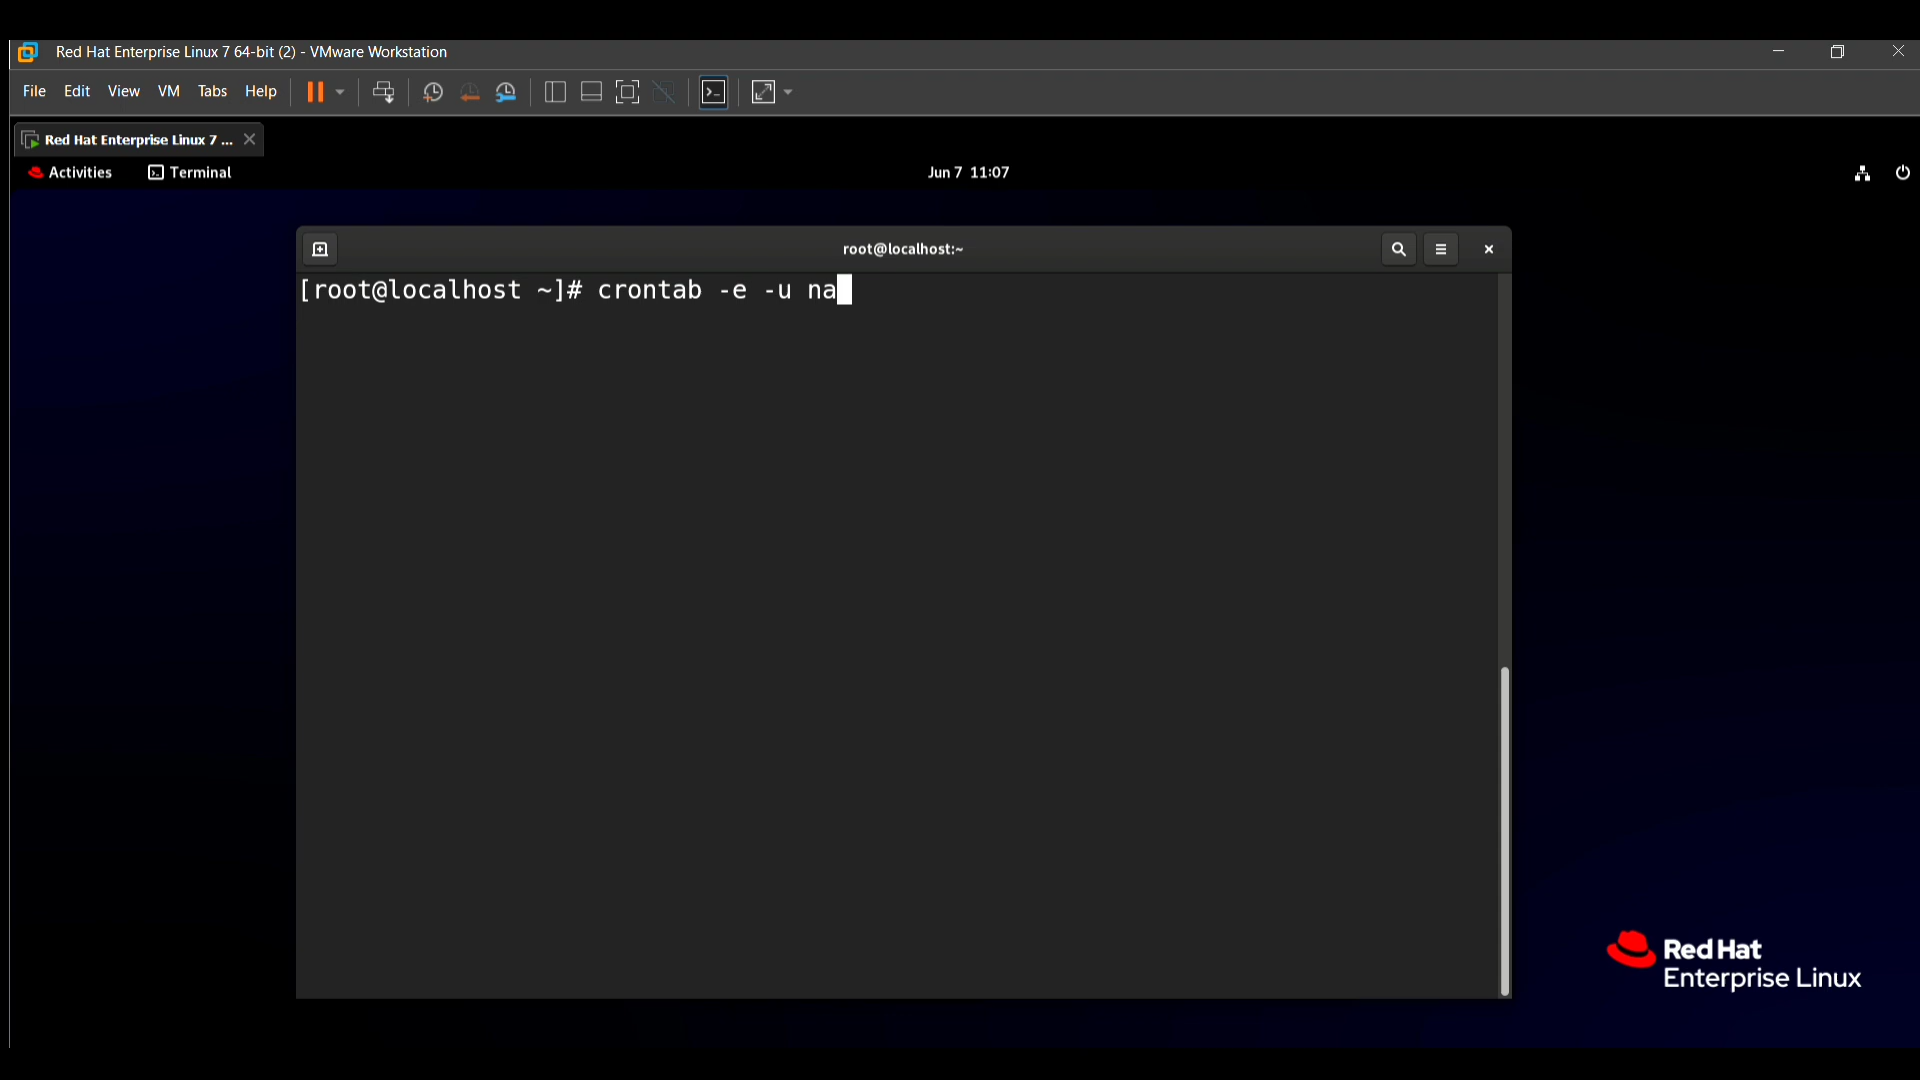 Red Hat Enterprise Linux 7 64-bit (2) - VMware Workstation
File Edit View VM Tabs Help
Red Hat Enterprise Linux 7 ...
Activities Terminal Jun 7 11:07
root@localhost:~
[root@localhost ~]# crontab -e -u na
Red Hat
Enterprise Linux